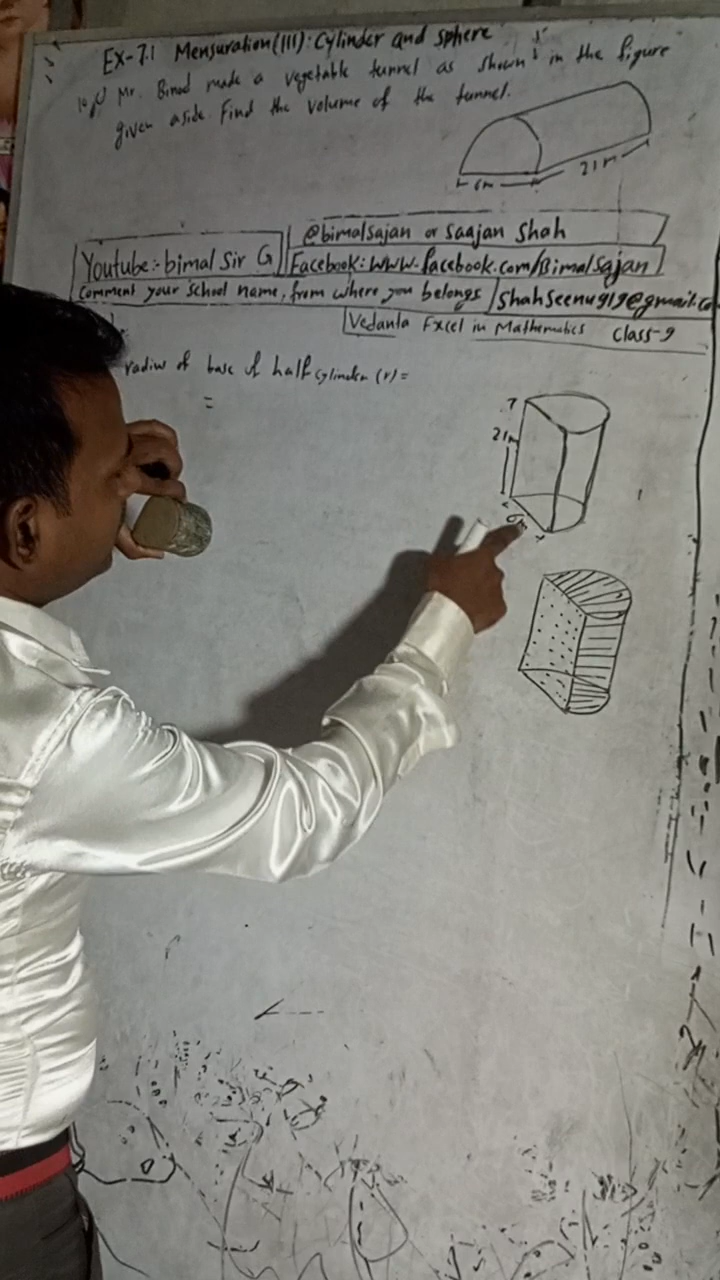 Ex-7.1 Mensuration(III): Cylinder and sphere
Mr. Binod made a vegetable tunnel as shown in the figure
given aside. Find the volume of the tunnel.
6m
21m
@bimalsajan or Saajan Shah
Youtube:- bimal Sir G
Facebook: www.facebook.com/Bimalsajan
Comment your school name, from where you belongs
Shahseenu919@gmail.co
Vedanta Excel in Mathematics Class-9
radius of base of half cylinder (r) =
=
21m
6m